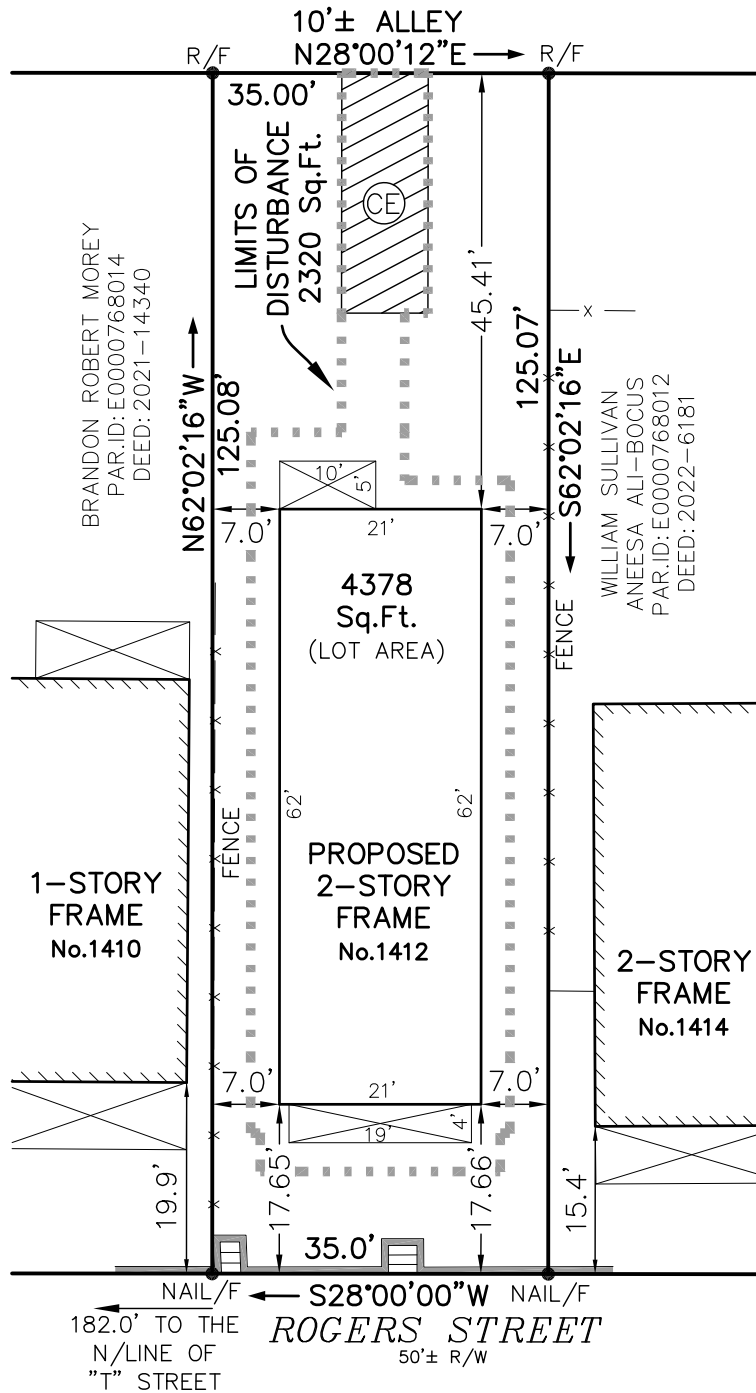 10'± ALLEY
N28°00'12"E
R/F
R/F
35.00'
LIMITS OF
DISTURBANCE
2320 Sq.Ft.
CE
45.41'
BRANDON ROBERT MOREY
PAR.ID:E0000768014
DEED:2021-14340
N62°02'16"W
125.08'
125.07'
S62°02'16"E
x
WILLIAM SULLIVAN
ANEESA ALI-BOCUS
PAR.ID:E0000768012
DEED:2022-6181
10'
5'
7.0'
21'
7.0'
4378
Sq.Ft.
(LOT AREA)
FENCE
62'
62'
FENCE
PROPOSED
2-STORY
FRAME
No.1412
1-STORY
FRAME
No.1410
2-STORY
FRAME
No.1414
7.0'
21'
7.0'
19'
4'
19.9'
17.65'
17.66'
15.4'
35.0'
NAIL/F
S28°00'00"W
NAIL/F
182.0' TO THE
N/LINE OF
"T" STREET
ROGERS STREET
50'± R/W